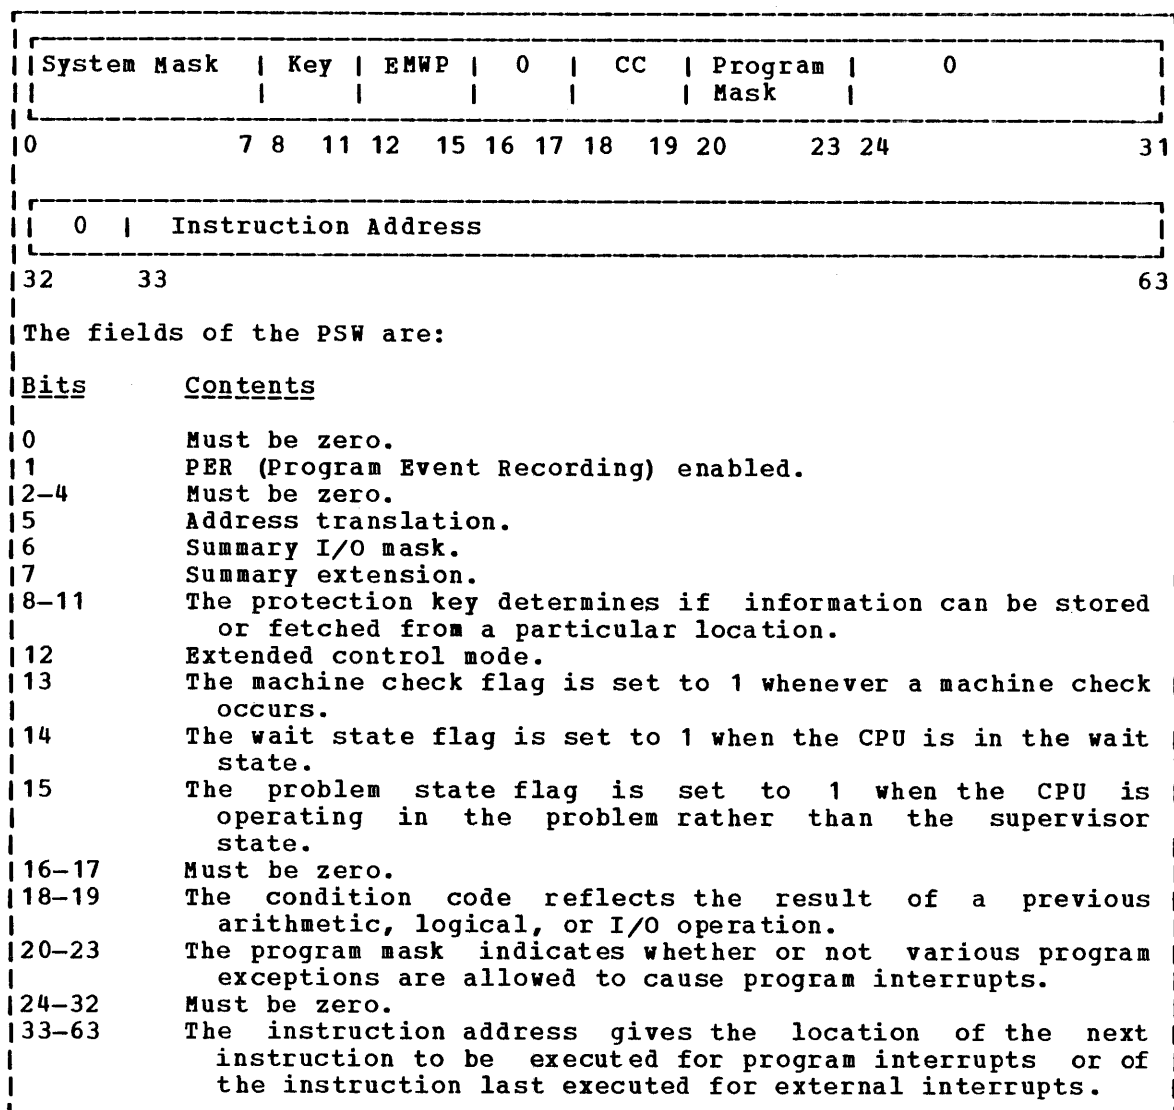 System Mask | Key | EMWP | 0 | CC | Program | 0
Mask
0 7 8 11 12 15 16 17 18 19 20 23 24 31
0 | Instruction Address
32 33 63
The fields of the PSW are:
Bits Contents
0 Must be zero.
1 PER (Program Event Recording) enabled.
2-4 Must be zero.
5 Address translation.
6 Summary I/O mask.
7 Summary extension.
8-11 The protection key determines if information can be stored
or fetched from a particular location.
12 Extended control mode.
13 The machine check flag is set to 1 whenever a machine check
occurs.
14 The wait state flag is set to 1 when the CPU is in the wait
state.
15 The problem state flag is set to 1 when the CPU is
operating in the problem rather than the supervisor
state.
16-17 Must be zero.
18-19 The condition code reflects the result of a previous
arithmetic, logical, or I/O operation.
20-23 The program mask indicates whether or not various program
exceptions are allowed to cause program interrupts.
24-32 Must be zero.
33-63 The instruction address gives the location of the next
instruction to be executed for program interrupts or of
the instruction last executed for external interrupts.